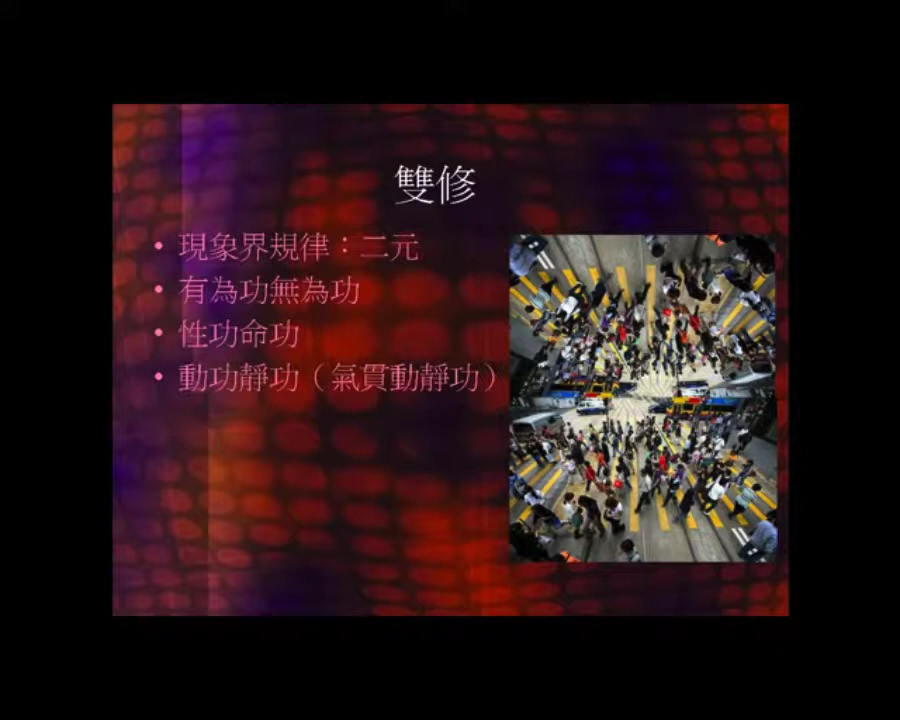 雙修
• 現象界規律：二元
• 有為功無為功
• 性功命功
• 動功靜功（氣貫動靜功）